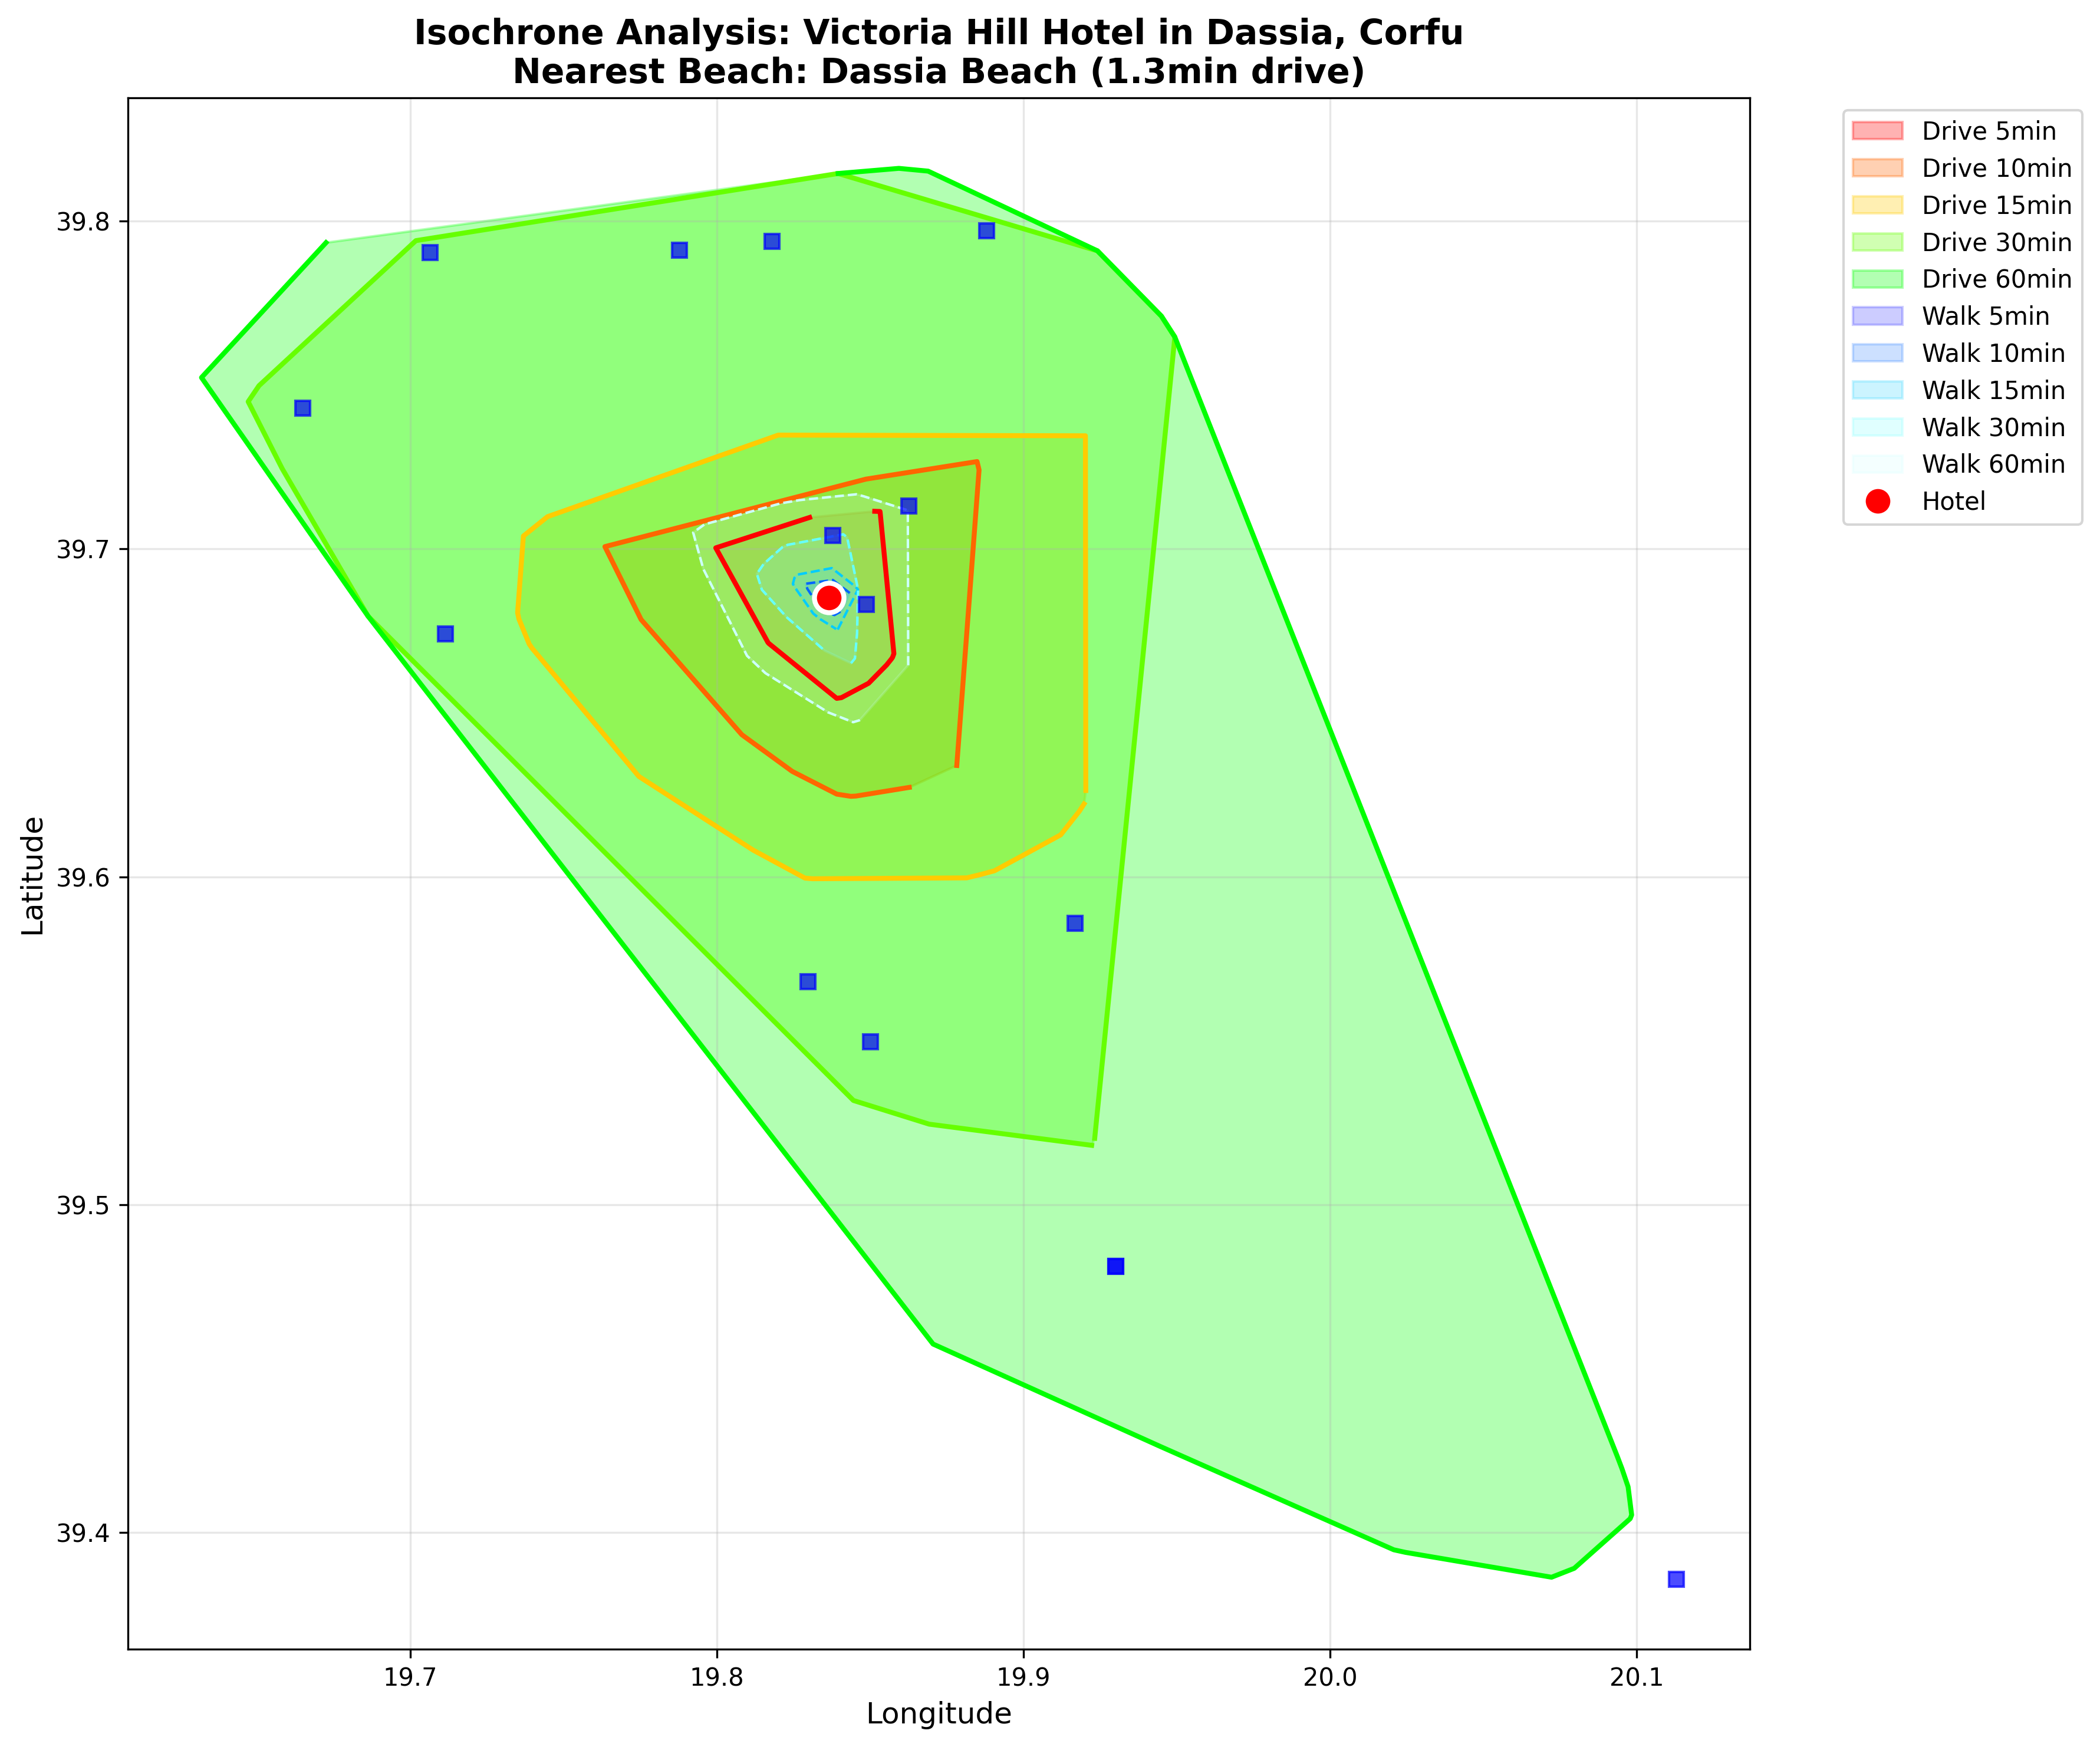 Isochrone Analysis: Victoria Hill Hotel in Dassia, Corfu
Nearest Beach: Dassia Beach (1.3min drive)
Drive 5min
Drive 10min
Drive 15min
Drive 30min
Drive 60min
Walk 5min
Walk 10min
Walk 15min
Walk 30min
Walk 60min
Hotel
Latitude
39.8
39.7
39.6
39.5
39.4
19.7
19.8
19.9
20.0
20.1
Longitude